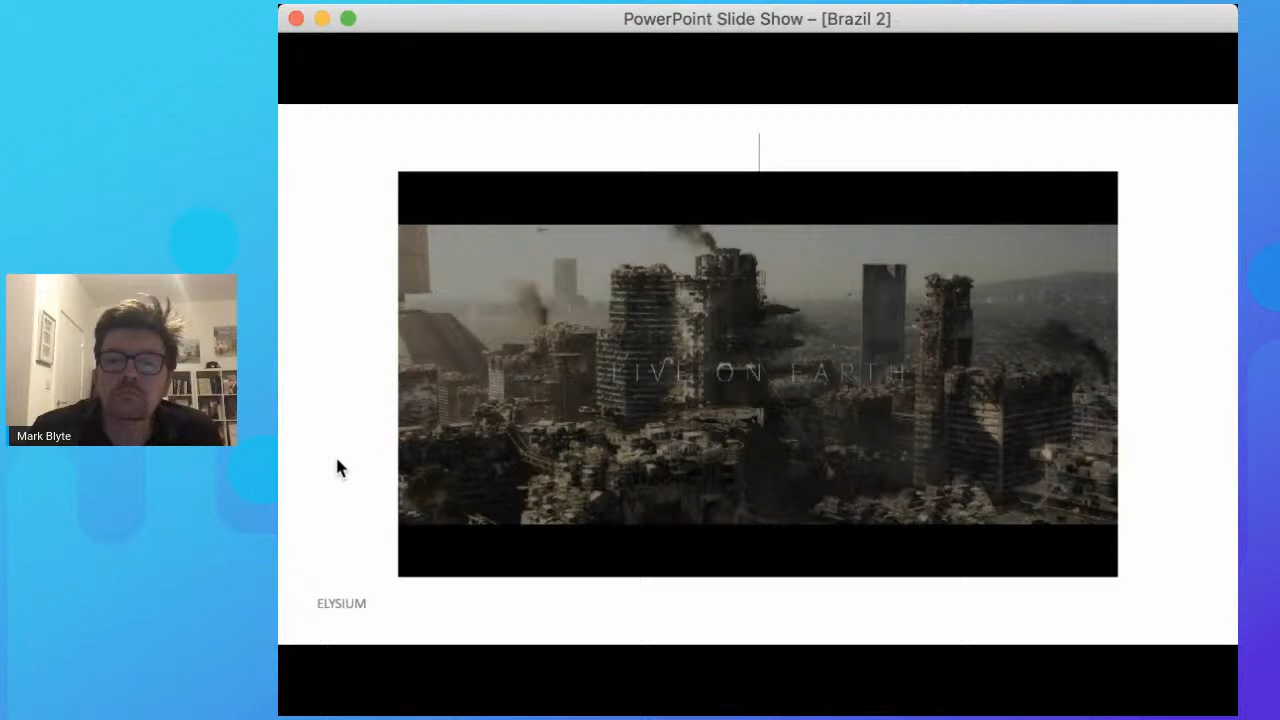 PowerPoint Slide Show – [Brazil 2]
LIVE ON EARTH
Mark Blyte
ELYSIUM